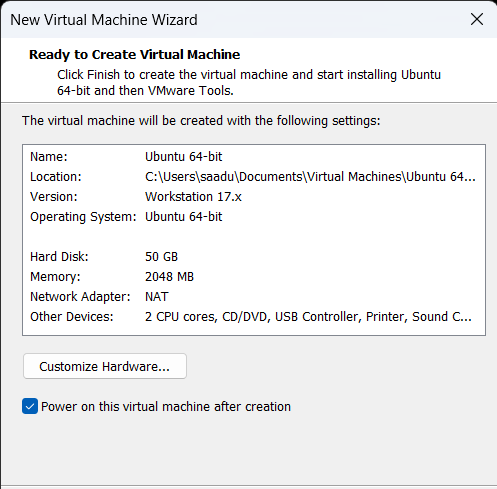 New Virtual Machine Wizard
Ready to Create Virtual Machine
Click Finish to create the virtual machine and start installing Ubuntu
64-bit and then VMware Tools.
The virtual machine will be created with the following settings:
Name: Ubuntu 64-bit
Location: C:\Users\saadu\Documents\Virtual Machines\Ubuntu 64...
Version: Workstation 17.x
Operating System: Ubuntu 64-bit
Hard Disk: 50 GB
Memory: 2048 MB
Network Adapter: NAT
Other Devices: 2 CPU cores, CD/DVD, USB Controller, Printer, Sound C...
Customize Hardware...
Power on this virtual machine after creation